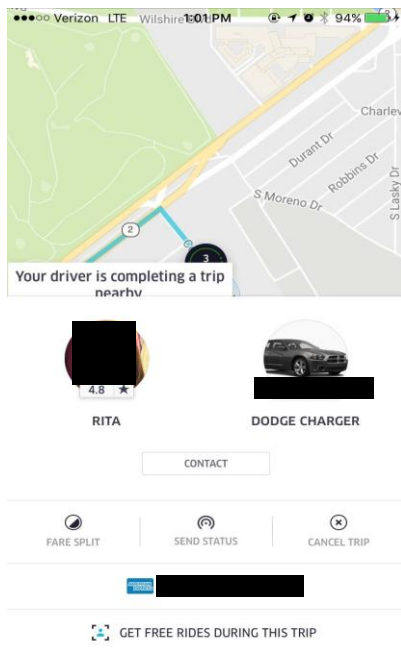 Verizon LTE 1:01 PM 94%
Wilshire
Charlev
Durant Dr
Robbins Dr
S Moreno Dr
S Lasky Dr
2
3
Your driver is completing a trip
nearby
4.8 ★
RITA DODGE CHARGER
CONTACT
FARE SPLIT SEND STATUS CANCEL TRIP
GET FREE RIDES DURING THIS TRIP